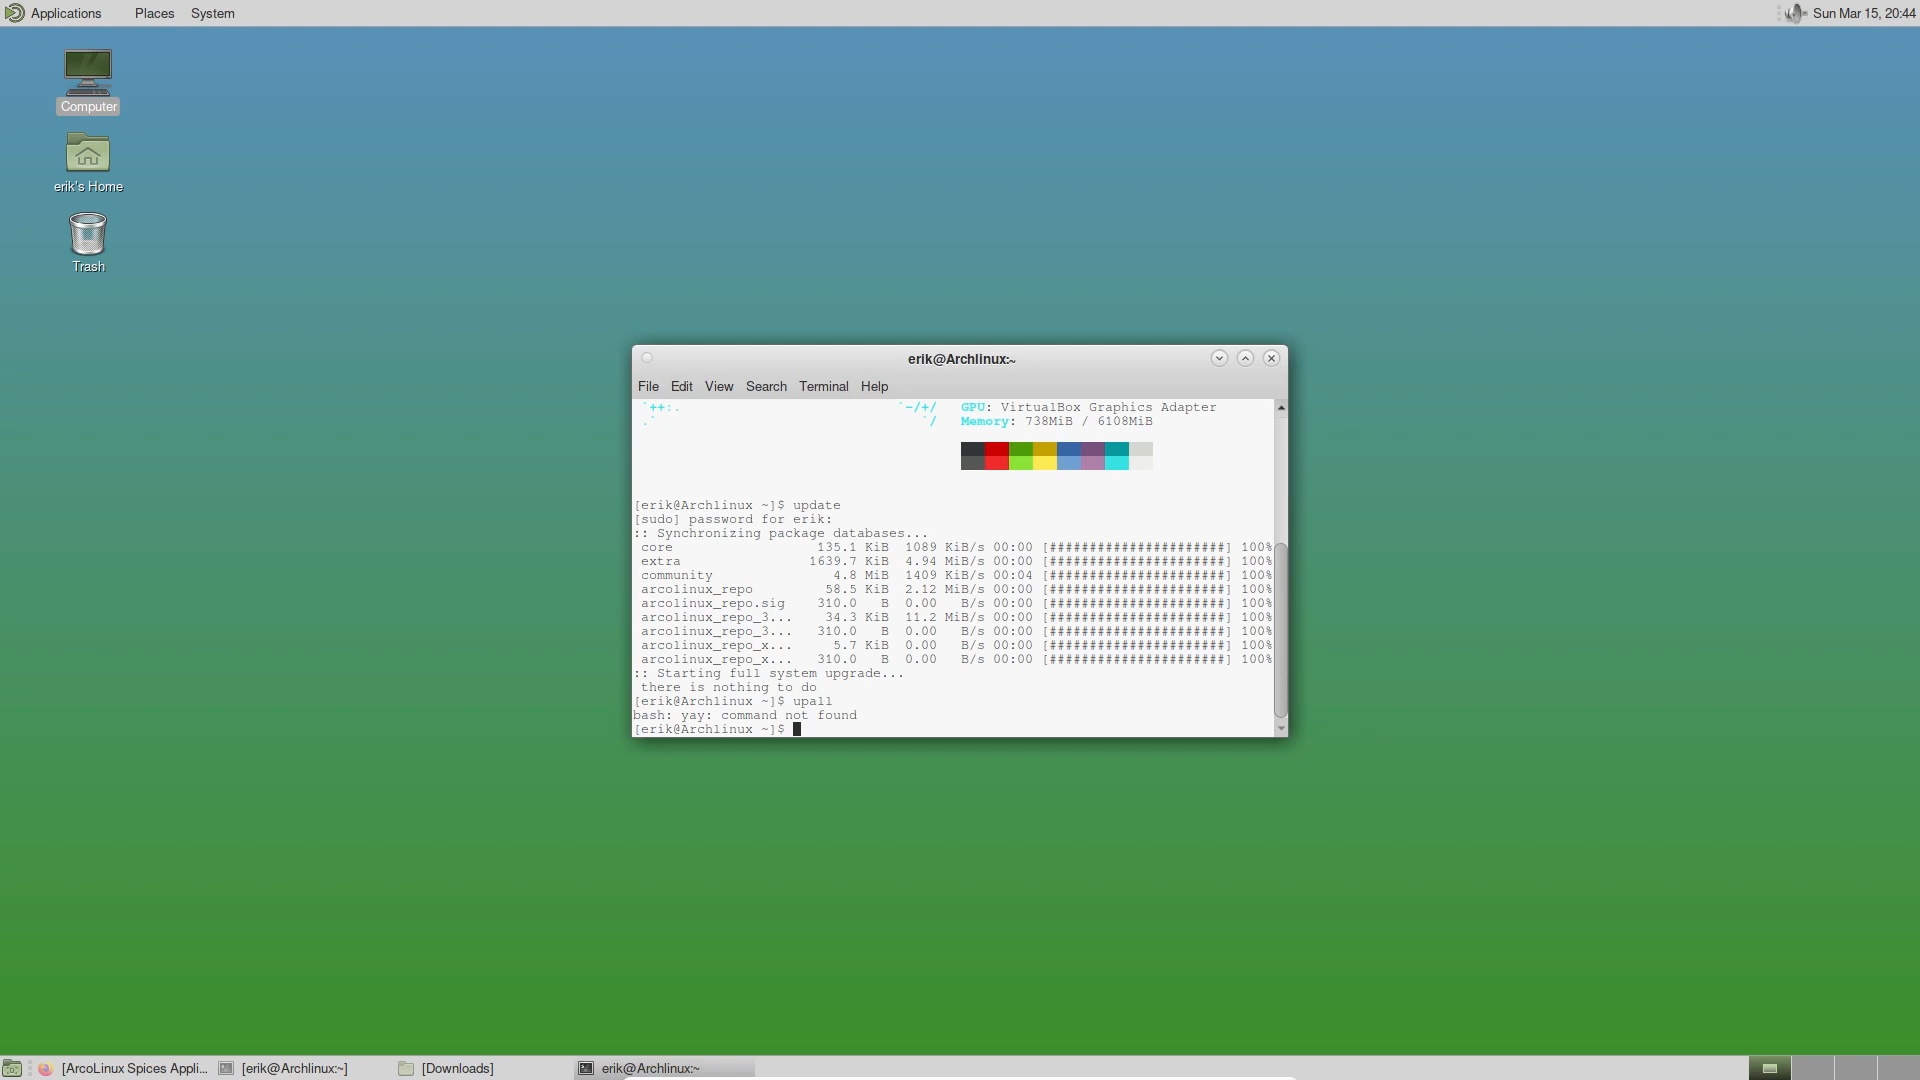 Applications Places System Sun Mar 15, 20:44
Computer
erik's Home
Trash
erik@Archlinux:~
File Edit View Search Terminal Help
`++:. `-/+/ GPU: VirtualBox Graphics Adapter
.` `/ Memory: 738MiB / 6108MiB
[erik@Archlinux ~]$ update
[sudo] password for erik:
:: Synchronizing package databases...
core 135.1 KiB 1089 KiB/s 00:00 [######################] 100%
extra 1639.7 KiB 4.94 MiB/s 00:00 [######################] 100%
community 4.8 MiB 1409 KiB/s 00:04 [######################] 100%
arcolinux_repo 58.5 KiB 2.12 MiB/s 00:00 [######################] 100%
arcolinux_repo.sig 310.0 B 0.00 B/s 00:00 [######################] 100%
arcolinux_repo_3... 34.3 KiB 11.2 MiB/s 00:00 [######################] 100%
arcolinux_repo_3... 310.0 B 0.00 B/s 00:00 [######################] 100%
arcolinux_repo_x... 5.7 KiB 0.00 B/s 00:00 [######################] 100%
arcolinux_repo_x... 310.0 B 0.00 B/s 00:00 [######################] 100%
:: Starting full system upgrade...
there is nothing to do
[erik@Archlinux ~]$ upall
bash: yay: command not found
[erik@Archlinux ~]$
[ArcoLinux Spices Appli... [erik@Archlinux:~] [Downloads] erik@Archlinux:~